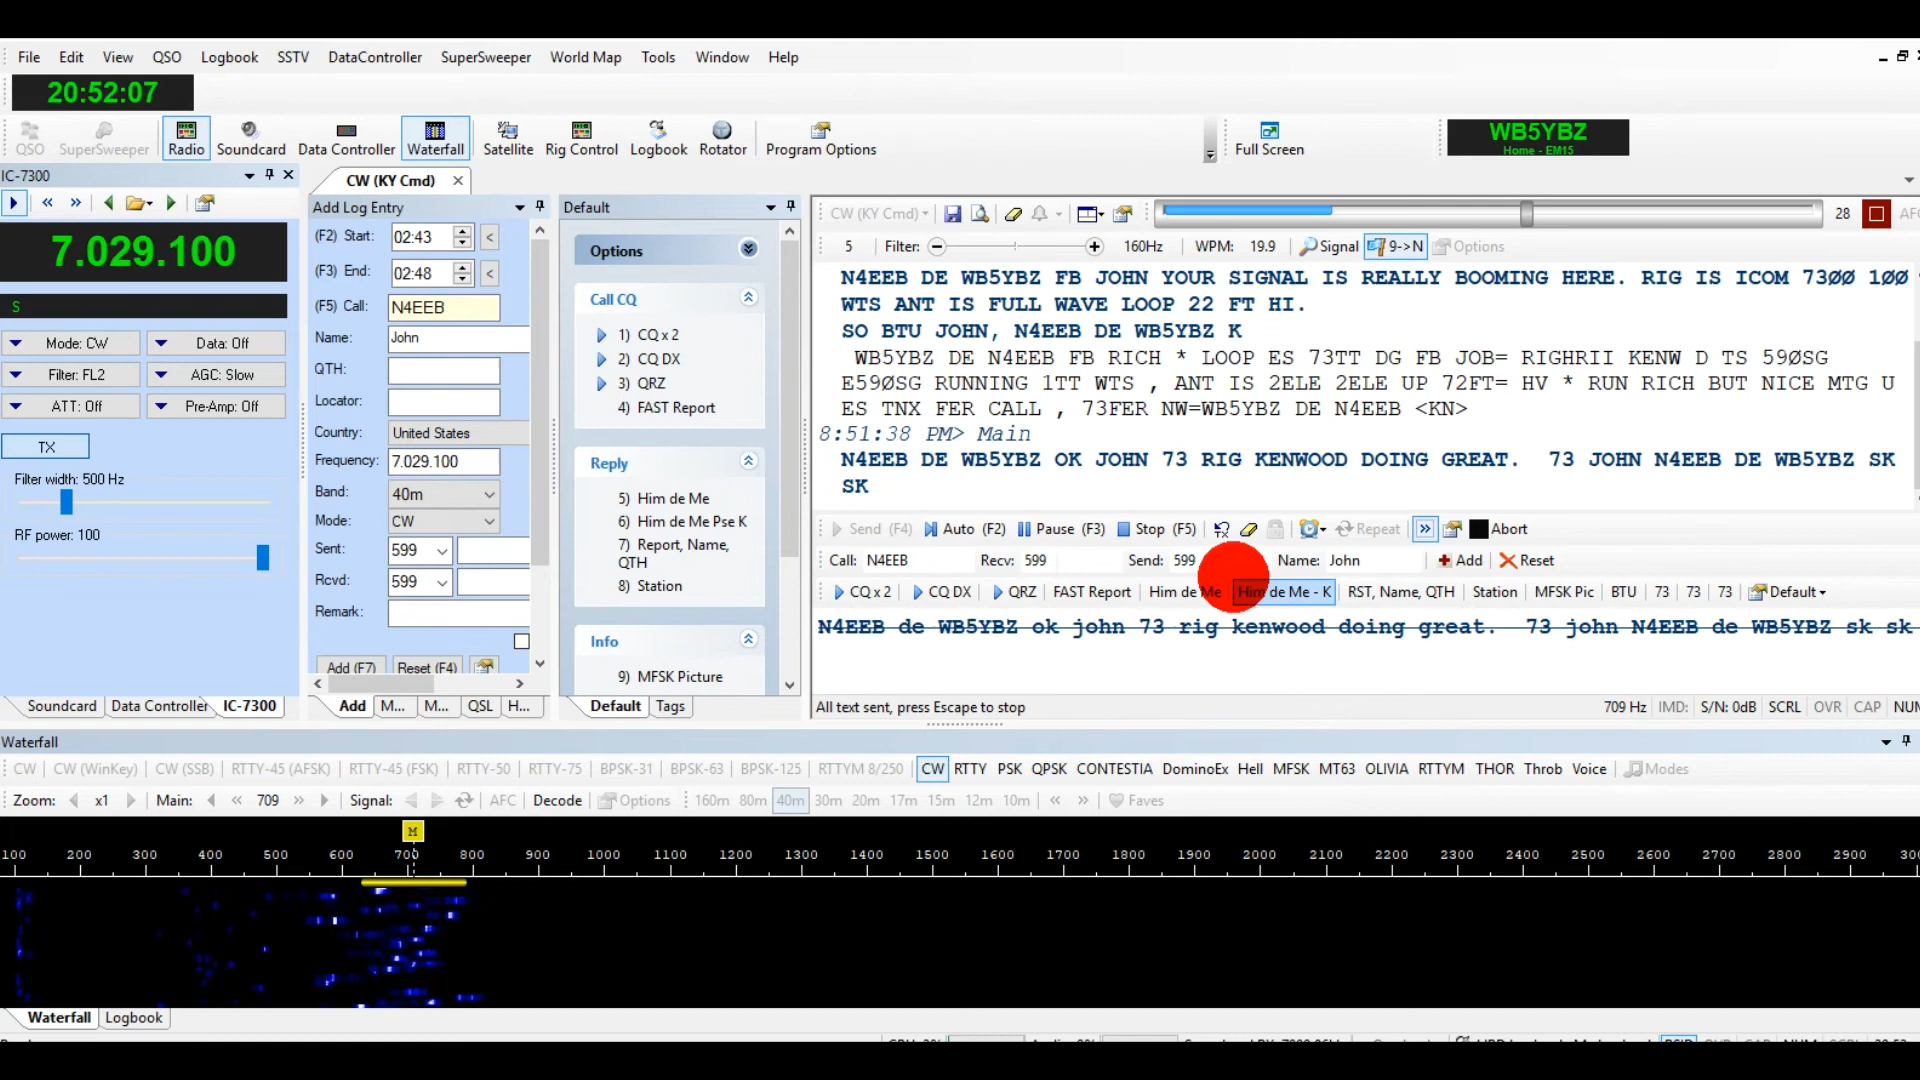 File Edit View QSO Logbook SSTV DataController SuperSweeper World Map Tools Window Help
20:52:07
QSO SuperSweeper Radio Soundcard Data Controller Waterfall Satellite Rig Control Logbook Rotator Program Options Full Screen
WB5YBZ
Home - EM15
IC-7300
7.029.100
S
Mode: CW Data: Off
Filter: FL2 AGC: Slow
ATT: Off Pre-Amp: Off
TX
Filter width: 500 Hz
RF power: 100
Soundcard Data Controller IC-7300
CW (KY Cmd)
Add Log Entry
(F2) Start: 02:43 <
(F3) End: 02:48 <
(F5) Call: N4EEB
Name: John
QTH:
Locator:
Country: United States
Frequency: 7.029.100
Band: 40m
Mode: CW
Sent: 599
Rcvd: 599
Remark:
Add (F7) Reset (F4)
Add M... M... QSL H...
Default
Options
Call CQ
1) CQ x 2
2) CQ DX
3) QRZ
4) FAST Report
Reply
5) Him de Me
6) Him de Me Pse K
7) Report, Name,
QTH
8) Station
Info
9) MFSK Picture
Default Tags
CW (KY Cmd) 28 AFC
5 Filter: 160Hz WPM: 19.9 Signal 9->N Options
N4EEB DE WB5YBZ FB JOHN YOUR SIGNAL IS REALLY BOOMING HERE. RIG IS ICOM 73ØØ 1ØØ
WTS ANT IS FULL WAVE LOOP 22 FT HI.
SO BTU JOHN, N4EEB DE WB5YBZ K
WB5YBZ DE N4EEB FB RICH * LOOP ES 73TT DG FB JOB= RIGHRII KENW D TS 59ØSG
E59ØSG RUNNING 1TT WTS , ANT IS 2ELE 2ELE UP 72FT= HV * RUN RICH BUT NICE MTG U
ES TNX FER CALL , 73FER NW=WB5YBZ DE N4EEB <KN>
8:51:38 PM> Main
N4EEB DE WB5YBZ OK JOHN 73 RIG KENWOOD DOING GREAT.  73 JOHN N4EEB DE WB5YBZ SK
SK
Send (F4) Auto (F2) Pause (F3) Stop (F5) Repeat Abort
Call: N4EEB Recv: 599 Send: 599 Name: John Add Reset
CQ x 2 CQ DX QRZ FAST Report Him de Me Him de Me - K RST, Name, QTH Station MFSK Pic BTU 73 73 73 Default
N4EEB de WB5YBZ ok john 73 rig kenwood doing great.  73 john N4EEB de WB5YBZ sk sk
All text sent, press Escape to stop 709 Hz IMD: S/N: 0dB SCRL OVR CAP NUM
Waterfall
CW CW (WinKey) CW (SSB) RTTY-45 (AFSK) RTTY-45 (FSK) RTTY-50 RTTY-75 BPSK-31 BPSK-63 BPSK-125 RTTYM 8/250 CW RTTY PSK QPSK CONTESTIA DominoEx Hell MFSK MT63 OLIVIA RTTYM THOR Throb Voice Modes
Zoom: x1 Main: 709 Signal: AFC Decode Options 160m 80m 40m 30m 20m 17m 15m 12m 10m Faves
M
100 200 300 400 500 600 700 800 900 1000 1100 1200 1300 1400 1500 1600 1700 1800 1900 2000 2100 2200 2300 2400 2500 2600 2700 2800 2900
Waterfall Logbook